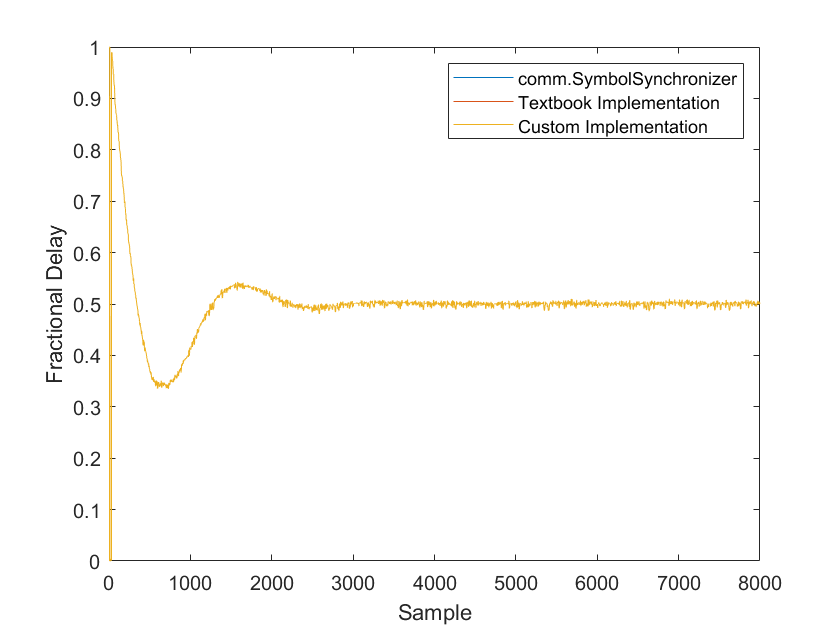 1
0.9
0.8
0.7
0.6
0.5
0.4
0.3
0.2
0.1
0
Fractional Delay
comm.SymbolSynchronizer
Textbook Implementation
Custom Implementation
0 1000 2000 3000 4000 5000 6000 7000 8000
Sample